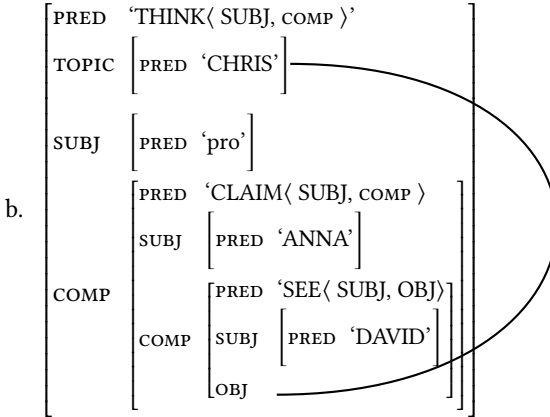 PRED ‘THINK⟨ SUBJ, COMP ⟩’
TOPIC [PRED ‘CHRIS’]
SUBJ [PRED ‘pro’]
b.
PRED ‘CLAIM⟨ SUBJ, COMP ⟩
SUBJ [PRED ‘ANNA’]
COMP
PRED ‘SEE⟨ SUBJ, OBJ⟩
COMP SUBJ [PRED ‘DAVID’]
OBJ